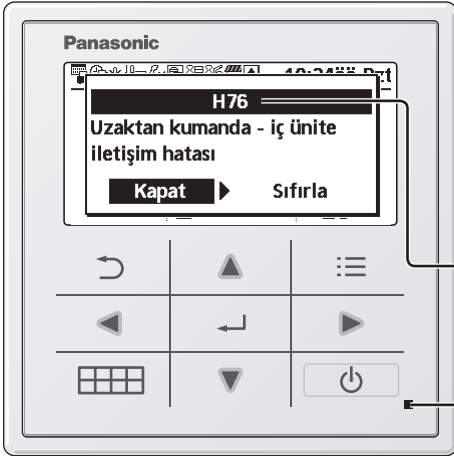 Panasonic
H76
Uzaktan kumanda - iç ünite
iletişim hatası
Kapat
Sıfırla